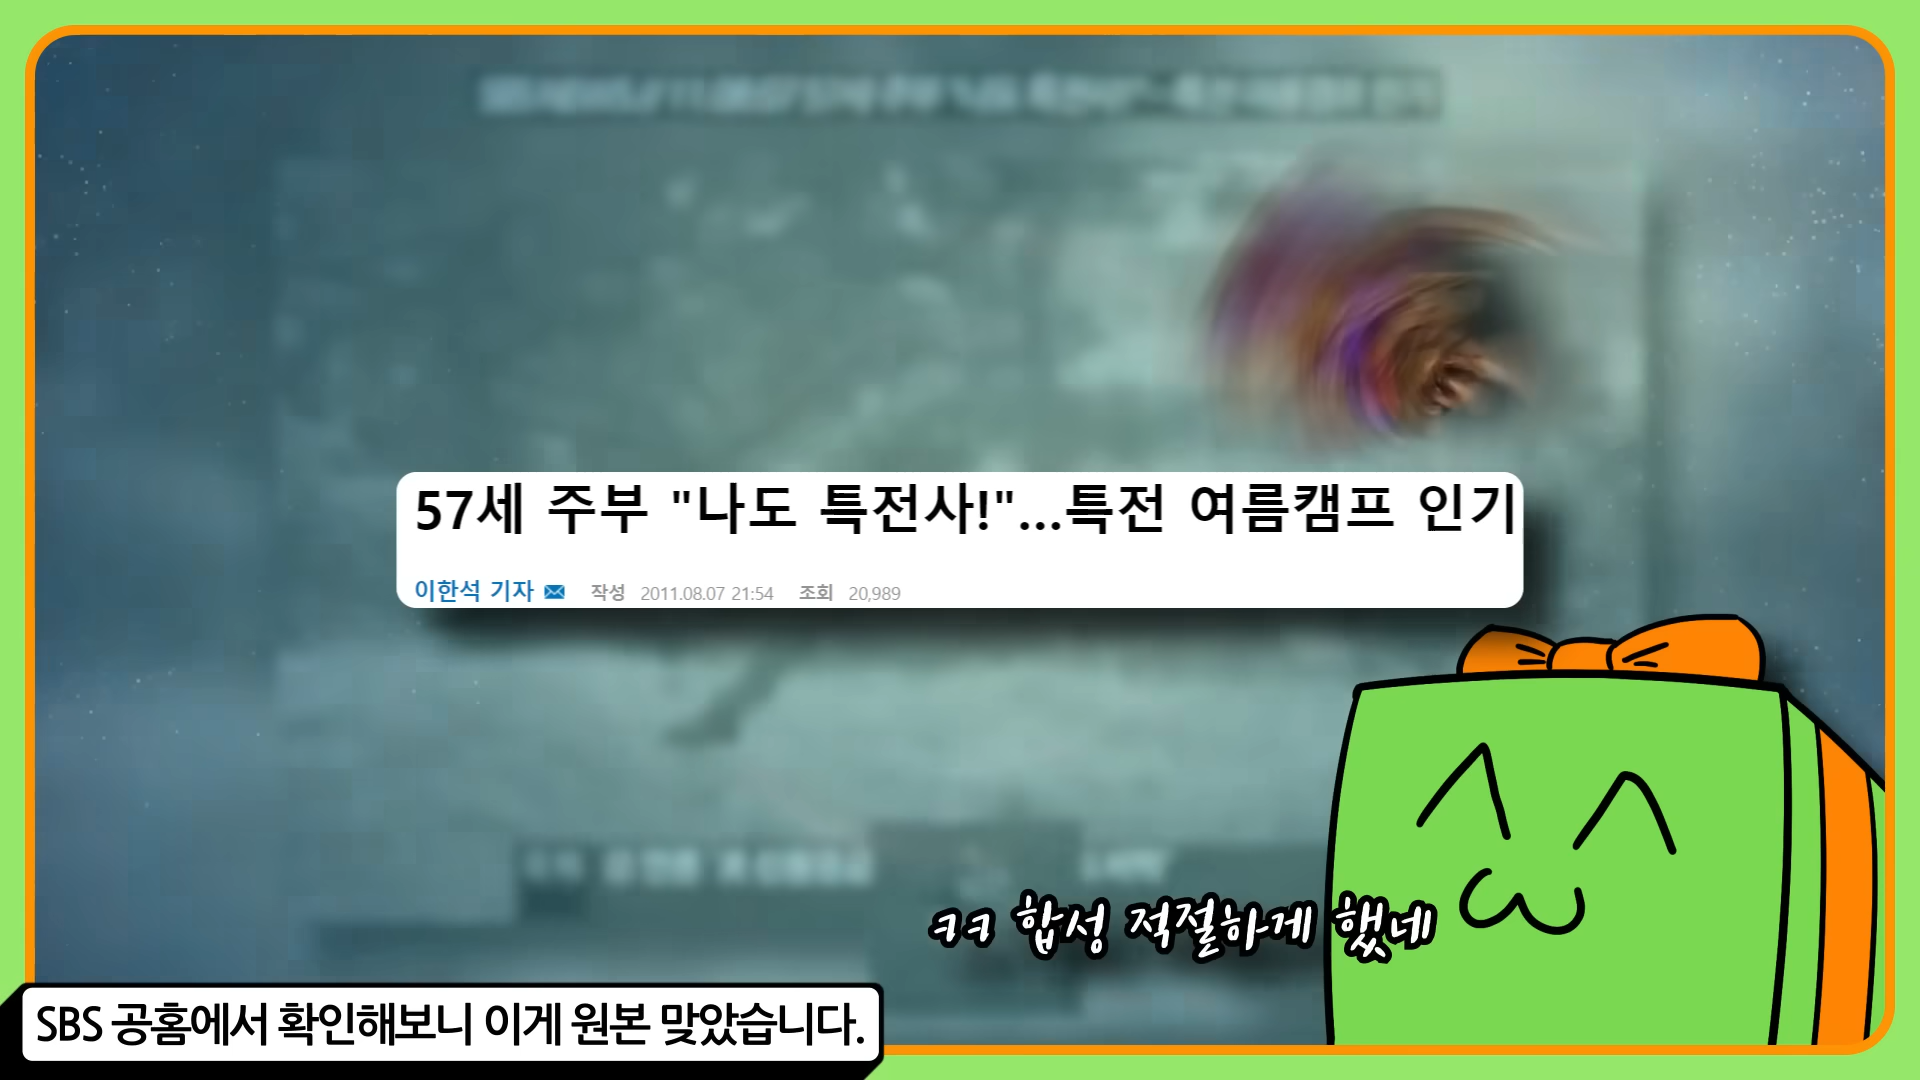 57세 주부 "나도 특전사!"...특전 여름캠프 인기
이한석 기자 작성 2011.08.07 21:54 조회 20,989
ㅋㅋ 합성 적절하게 했네
SBS 공홈에서 확인해보니 이게 원본 맞았습니다.